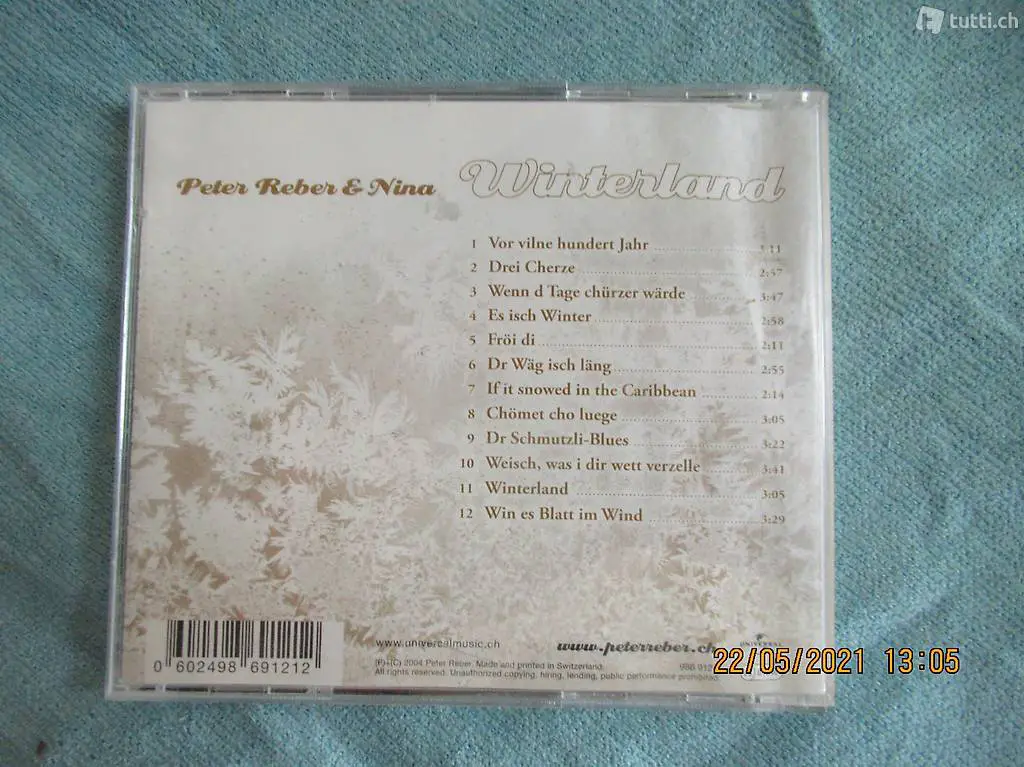 tutti.ch
Peter Reber & Nina Winterland
1 Vor vilne hundert Jahr 3:11
2 Drei Cherze 2:57
3 Wenn d Tage chürzer wärde 3:47
4 Es isch Winter 2:58
5 Fröi di 2:11
6 Dr Wäg isch läng 2:55
7 If it snowed in the Caribbean 2:14
8 Chömet cho luege 3:05
9 Dr Schmutzli-Blues 3:22
10 Weisch, was i dir wett verzelle 3:41
11 Winterland 3:05
12 Win es Blatt im Wind 3:29
www.univercalmusic.ch www.peterreber.ch UNIVERSAL
(P)+(C) 2004 Peter Reber. Made and printed in Switzerland.
All rights reserved. Unauthorized copying, hiring, lending, public performance prohibited
0 602498 691212
22/05/2021 13:05